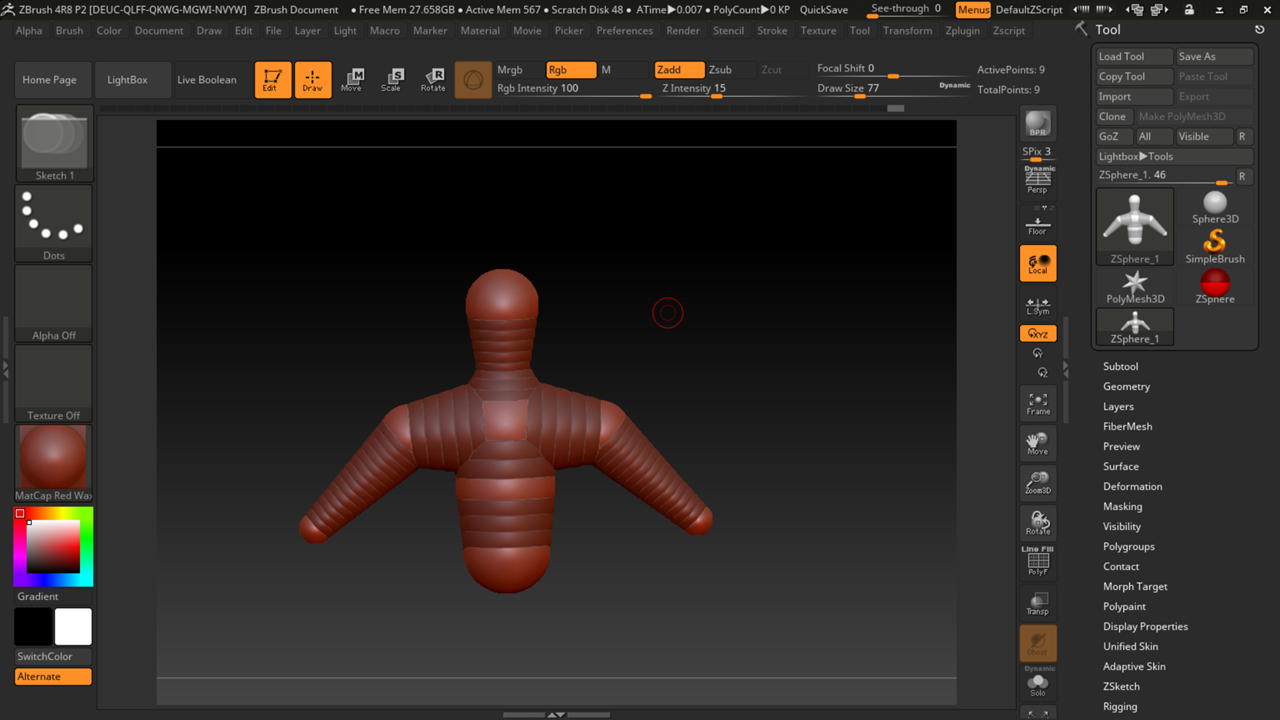 ZBrush 4R8 P2 [DEUC-QLFF-QKWG-MGWI-NVYW] ZBrush Document • Free Mem 27.658GB • Active Mem 567 • Scratch Disk 48 • ATime▶0.007 • PolyCount▶0 KP QuickSave See-through 0 Menus DefaultZScript
Alpha Brush Color Document Draw Edit File Layer Light Macro Marker Material Movie Picker Preferences Render Stencil Stroke Texture Tool Transform Zplugin Zscript
Tool
Home Page LightBox Live Boolean Edit Draw Move Scale Rotate
M S R
Mrgb Rgb M Zadd Zsub Zcut Focal Shift 0 ActivePoints: 9
Rgb Intensity 100 Z Intensity 15 Draw Size 77 Dynamic TotalPoints: 9
Load Tool Save As
Copy Tool Paste Tool
Import Export
Clone Make PolyMesh3D
GoZ All Visible R
Lightbox▶Tools
ZSphere_1. 46 R
Sphere3D
ZSphere_1 SimpleBrush
PolyMesh3D ZSphere
ZSphere_1
Subtool
Geometry
Layers
FiberMesh
Preview
Surface
Deformation
Masking
Visibility
Polygroups
Contact
Morph Target
Polypaint
Display Properties
Unified Skin
Adaptive Skin
ZSketch
Rigging
Sketch 1
Dots
Alpha Off
Texture Off
MatCap Red Wax
Gradient
SwitchColor
Alternate
BPR
SPix 3
Dynamic
Persp
Floor
Local
L.Sym
XYZ
Y
Z
Frame
Move
Zoom3D
Rotate
Line Fill
PolyF
Transp
Ghost
Dynamic
Solo